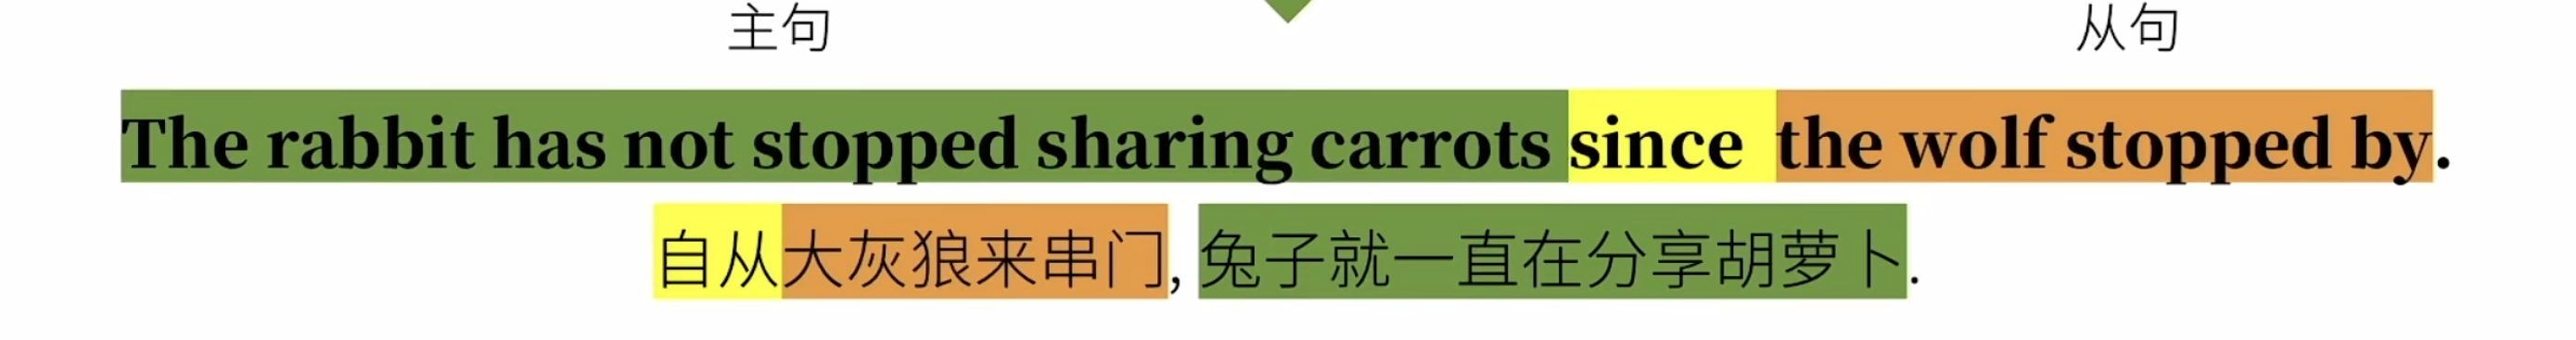 主句 从句
The rabbit has not stopped sharing carrots since the wolf stopped by.
自从大灰狼来串门, 兔子就一直在分享胡萝卜.